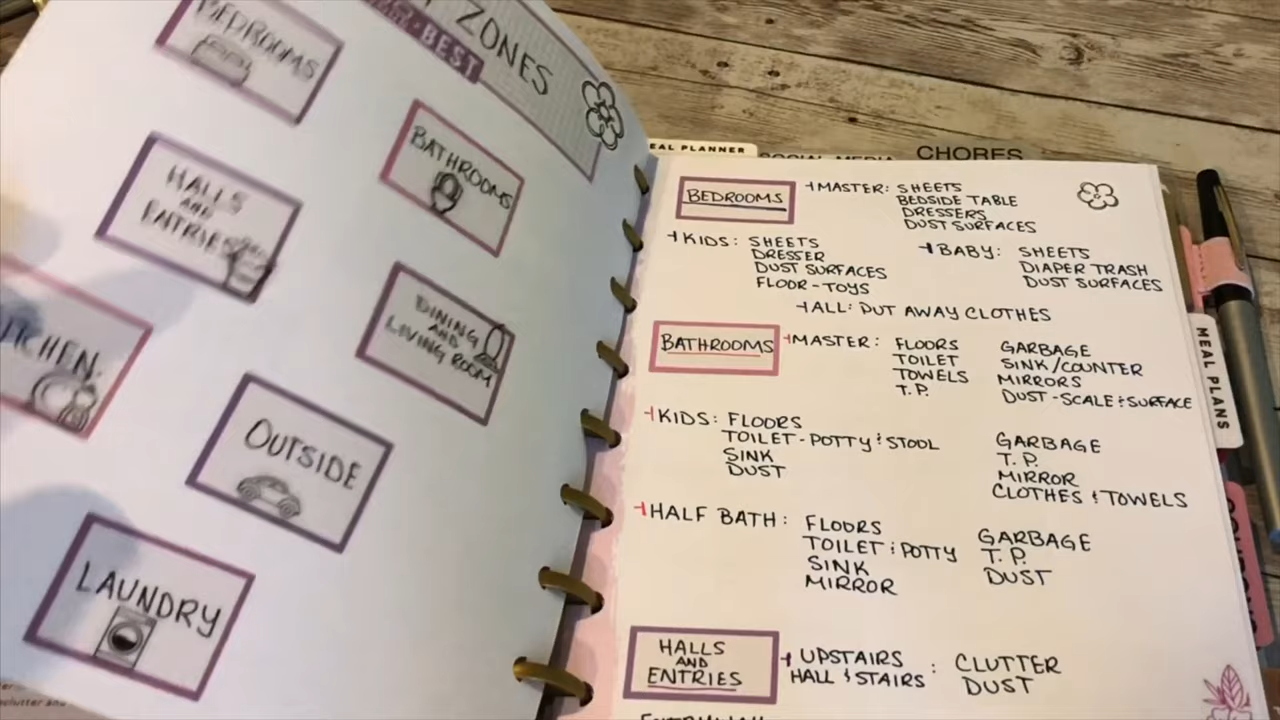 BEDROOMS
ZONES
BEST
BATHROOMS
HALLS
AND
ENTRIES
DINING
AND
LIVING ROOM
OUTSIDE
LAUNDRY
clutter and
MEAL PLANNER
SOCIAL MEDIA
CHORES
BEDROOMS
MASTER: SHEETS
BEDSIDE TABLE
DRESSERS
DUST SURFACES
KIDS: SHEETS
DRESSER
DUST SURFACES
FLOOR-TOYS
BABY: SHEETS
DIAPER TRASH
DUST SURFACES
ALL: PUT AWAY CLOTHES
BATHROOMS
MASTER: FLOORS
TOILET
TOWELS
T.P.
GARBAGE
SINK/COUNTER
MIRRORS
DUST-SCALE & SURFACE
KIDS: FLOORS
TOILET-POTTY & STOOL
SINK
DUST
GARBAGE
T.P.
MIRROR
CLOTHES & TOWELS
HALF BATH: FLOORS
TOILET & POTTY
SINK
MIRROR
GARBAGE
T.P.
DUST
HALLS
AND
ENTRIES
UPSTAIRS
HALL & STAIRS : CLUTTER
DUST
MEAL PLANS